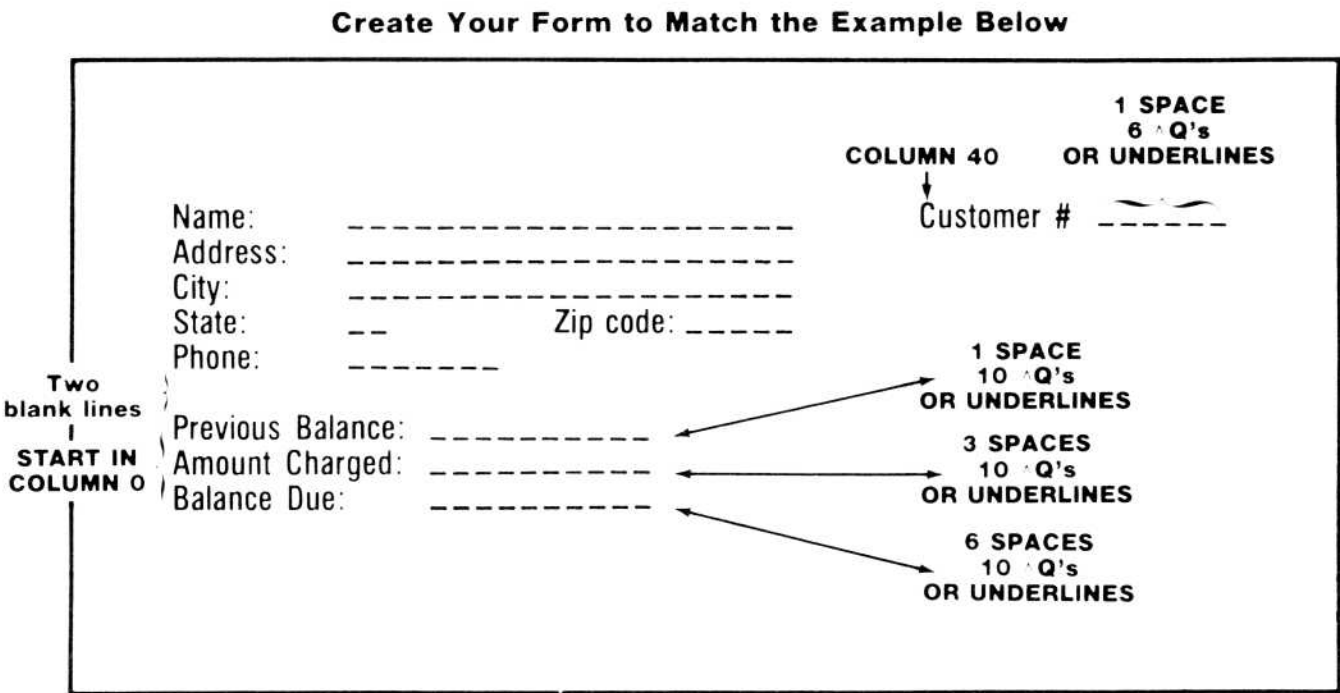 Create Your Form to Match the Example Below
1 SPACE
6 ^Q's
OR UNDERLINES
COLUMN 40
Name: _ _ _ _ _ _ _ _ _ _ _ _ _ _ _ _ _ _ _ _ Customer # _ _ _ _ _ _
Address: _ _ _ _ _ _ _ _ _ _ _ _ _ _ _ _ _ _ _ _
City: _ _ _ _ _ _ _ _ _ _ _ _ _ _ _ _ _ _ _ _
State: _ _ Zip code: _ _ _ _ _
Phone: _ _ _ _ _ _ _
Two
blank lines
START IN
COLUMN 0
Previous Balance: _ _ _ _ _ _ _ _ _ _
Amount Charged: _ _ _ _ _ _ _ _ _ _
Balance Due: _ _ _ _ _ _ _ _ _ _
1 SPACE
10 ^Q's
OR UNDERLINES
3 SPACES
10 ^Q's
OR UNDERLINES
6 SPACES
10 ^Q's
OR UNDERLINES